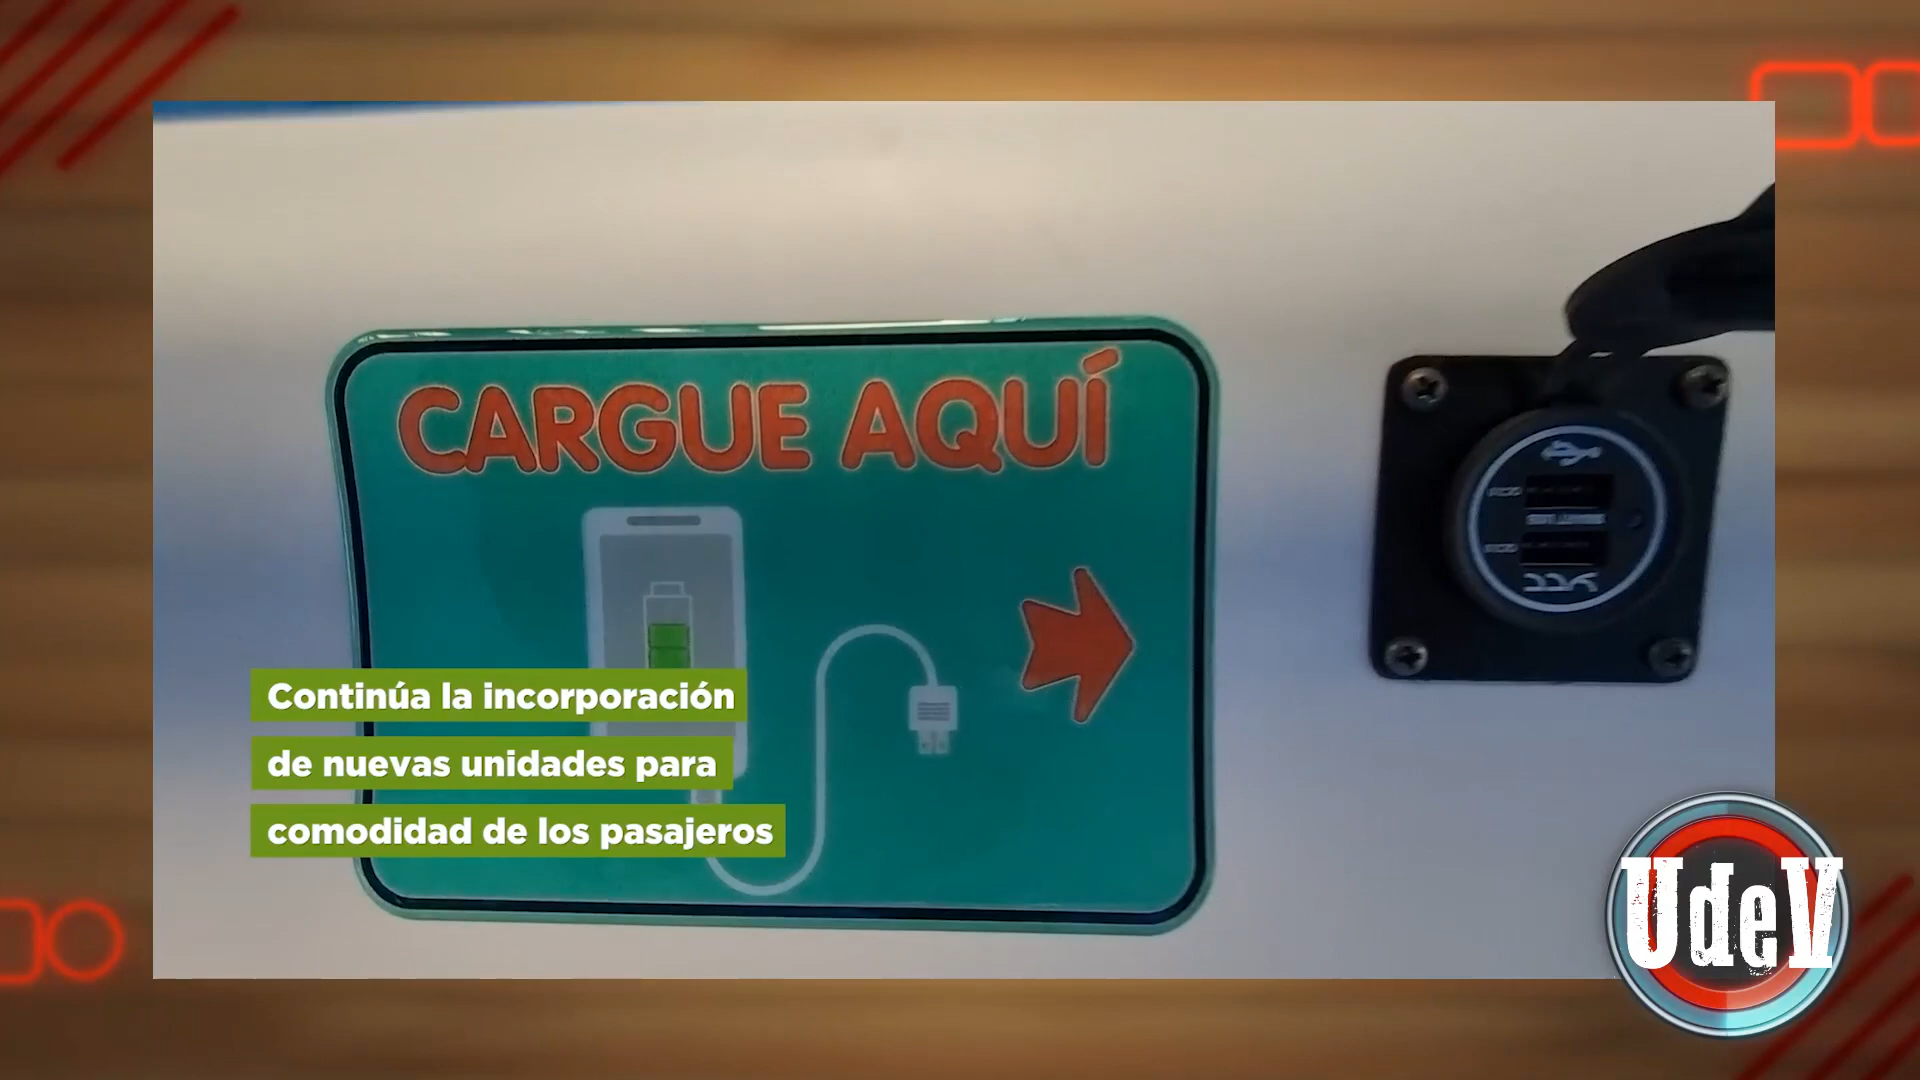 CARGUE AQUÍ
Continúa la incorporación
de nuevas unidades para
comodidad de los pasajeros
UdeV